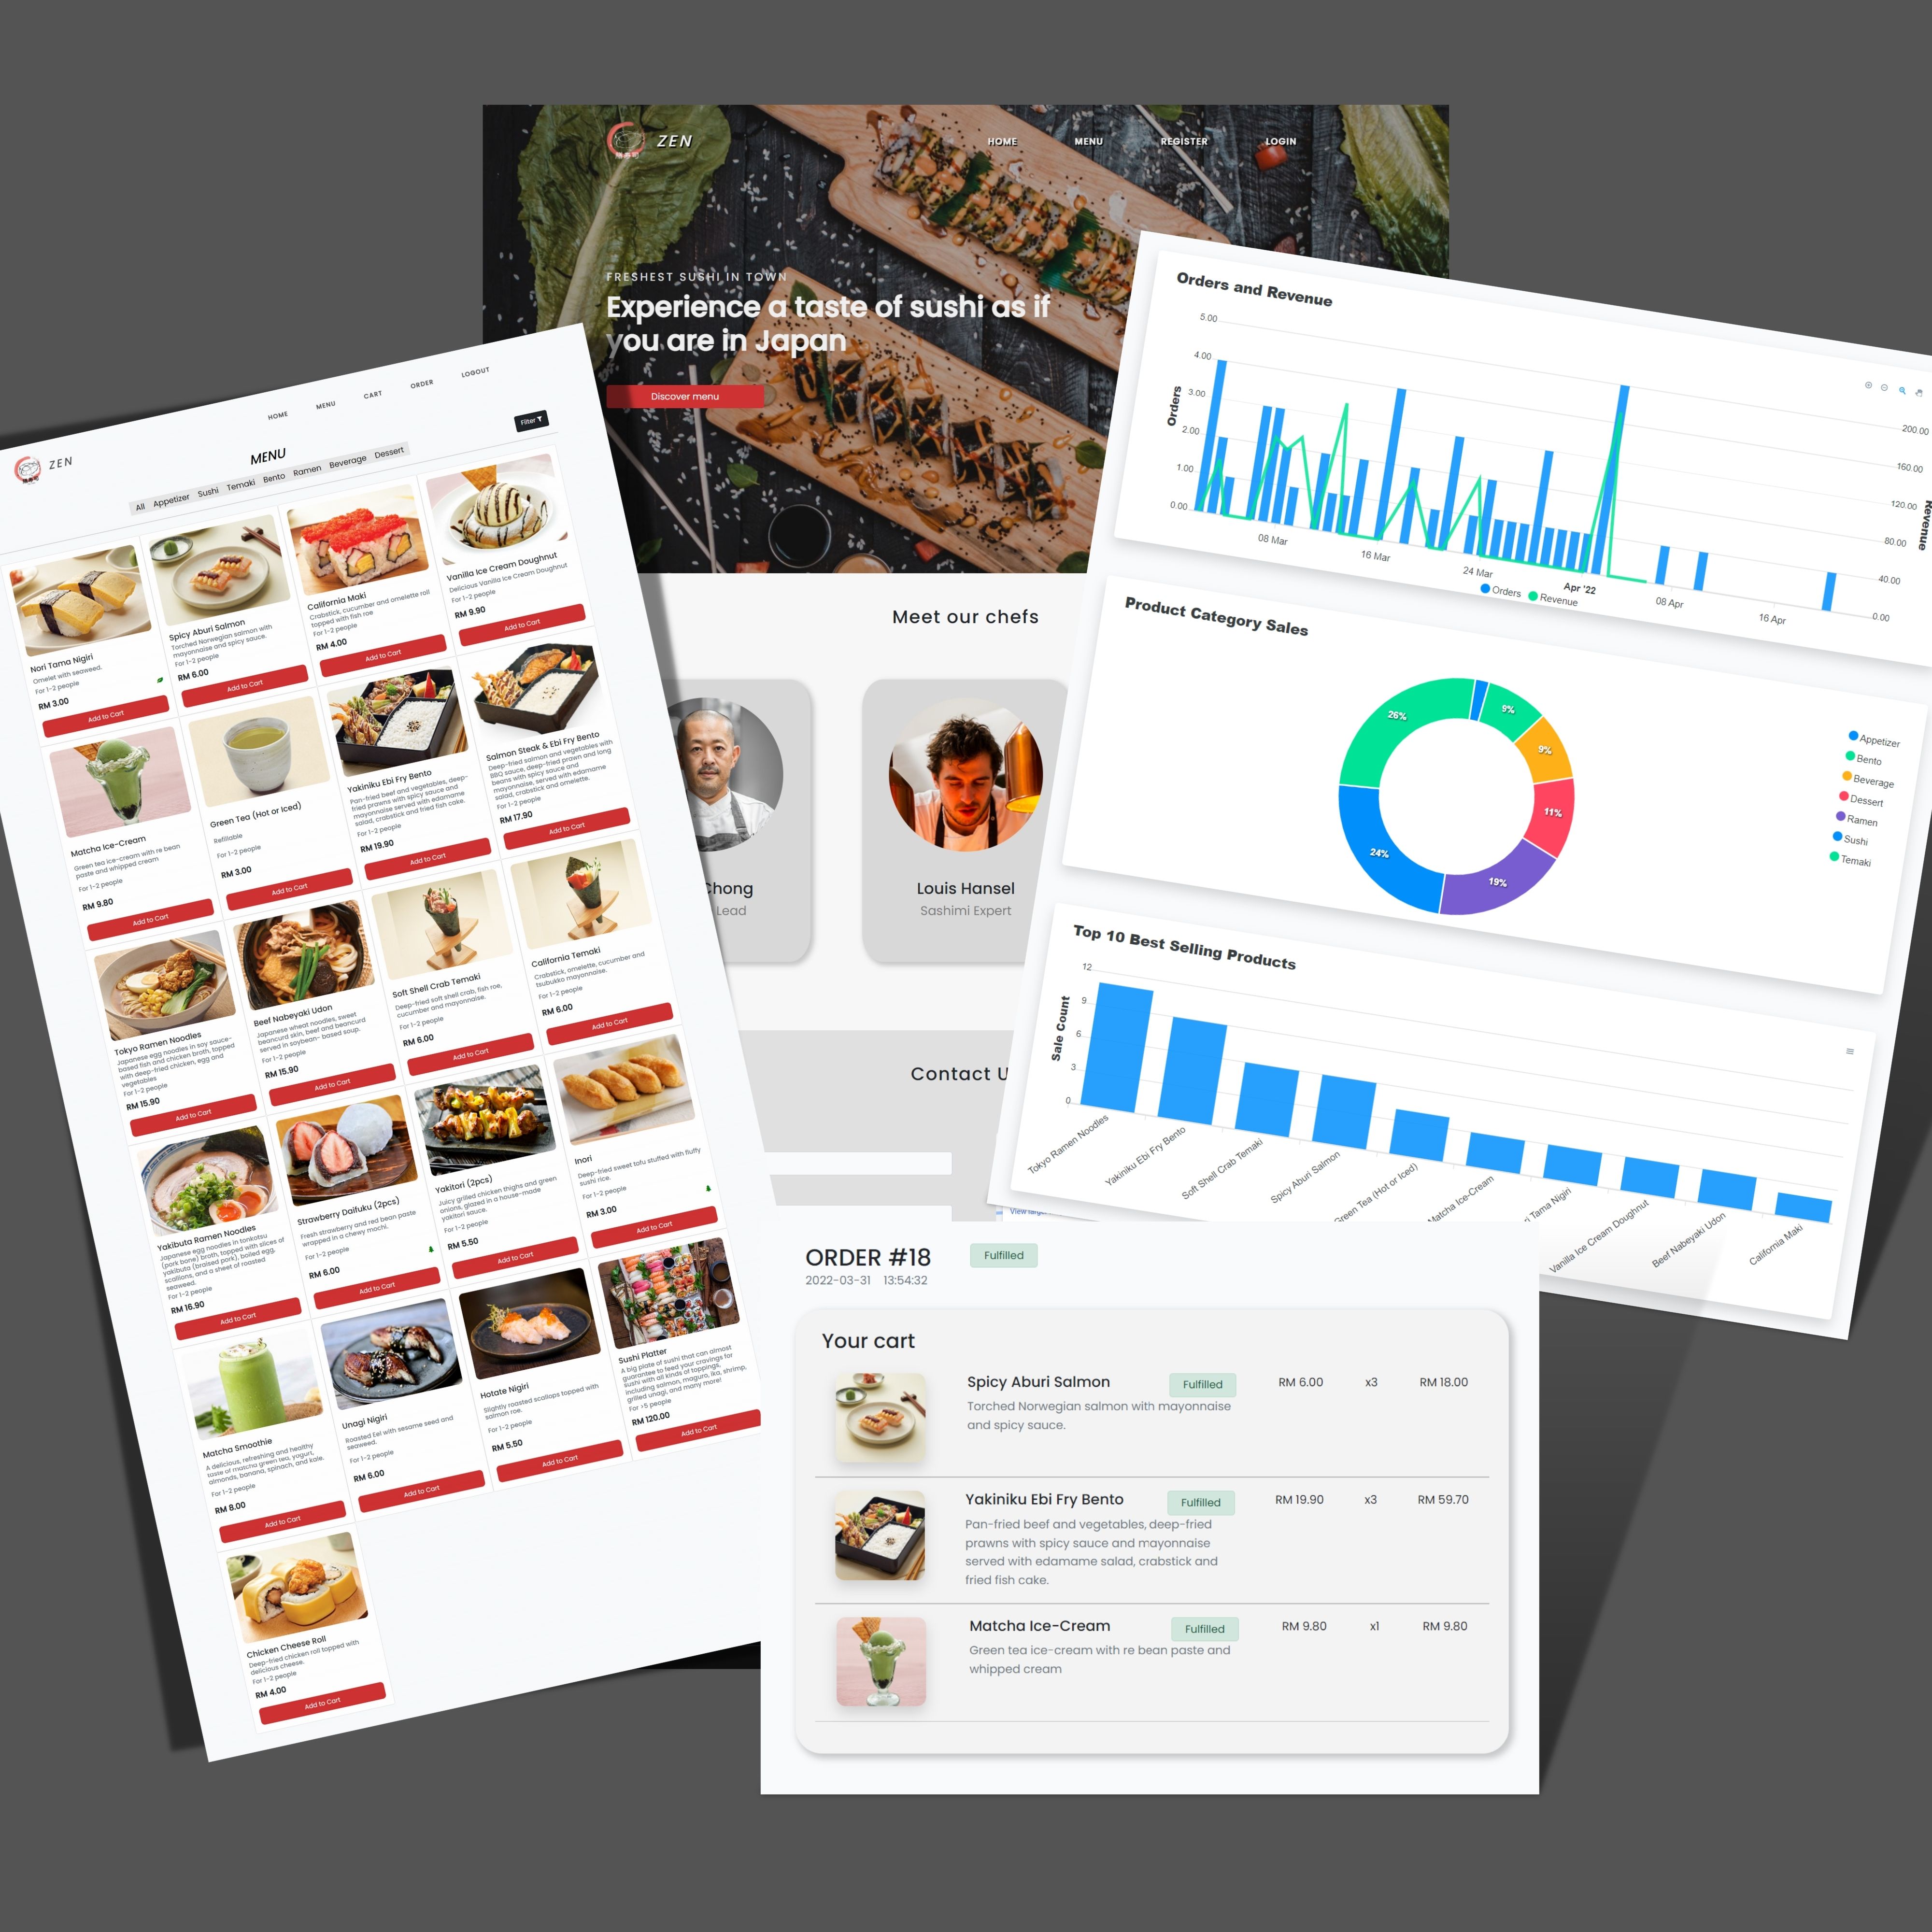 ZEN
HOME
MENU
REGISTER
LOGIN
FRESHEST SUSHI IN TOWN
Experience a taste of sushi as if
you are in Japan
Discover menu
Meet our chefs
Chong
Lead
Louis Hansel
Sashimi Expert
Contact U
View larger
ZEN
HOME
MENU
CART
ORDER
LOGOUT
MENU
Filter
All Appetizer Sushi Temaki Bento Ramen Beverage Dessert
Nori Tama Nigiri
Omelet with seaweed.
For 1-2 people
RM 3.00
Add to Cart
Spicy Aburi Salmon
Torched Norwegian salmon with
mayonnaise and spicy sauce.
For 1-2 people
RM 6.00
Add to Cart
California Maki
Crabstick, cucumber and omelette roll
topped with fish roe
For 1-2 people
RM 4.00
Add to Cart
Vanilla Ice Cream Doughnut
Delicious Vanilla Ice Cream Doughnut
For 1-2 people
RM 9.90
Add to Cart
Matcha Ice-Cream
Green tea ice-cream with re bean
paste and whipped cream
For 1-2 people
RM 9.80
Add to Cart
Green Tea (Hot or Iced)
Refillable
For 1-2 people
RM 3.00
Add to Cart
Yakiniku Ebi Fry Bento
Pan-fried beef and vegetables, deep-
fried prawns with spicy sauce and
mayonnaise served with edamame
salad, crabstick and fried fish cake.
For 1-2 people
RM 19.90
Add to Cart
Salmon Steak & Ebi Fry Bento
Deep-fried salmon and vegetables with
BBQ sauce, deep-fried prawn and long
beans with spicy sauce and
mayonnaise, served with edamame
salad, crabstick and omelette.
For 1-2 people
RM 17.90
Add to Cart
Tokyo Ramen Noodles
Japanese egg noodles in soy sauce-
based fish and chicken broth, topped
with deep-fried chicken, egg and
vegetables
For 1-2 people
RM 15.90
Add to Cart
Beef Nabeyaki Udon
Japanese wheat noodles, sweet
beancurd skin, beef and beancurd
served in soybean- based soup.
For 1-2 people
RM 15.90
Add to Cart
Soft Shell Crab Temaki
Deep-fried soft shell crab, fish roe,
cucumber and mayonnaise.
For 1-2 people
RM 6.00
Add to Cart
California Temaki
Crabstick, omelette, cucumber and
tsubukko mayonnaise.
For 1-2 people
RM 6.00
Add to Cart
Yakibuta Ramen Noodles
Japanese egg noodles in tonkotsu
(pork bone) broth, topped with slices of
yakibuta (braised pork), boiled egg,
scallions, and a sheet of roasted
seaweed.
For 1-2 people
RM 16.90
Add to Cart
Strawberry Daifuku (2pcs)
Fresh strawberry and red bean paste
wrapped in a chewy mochi.
For 1-2 people
RM 6.00
Add to Cart
Yakitori (2pcs)
Juicy grilled chicken thighs and green
onions, glazed in a house-made
yakitori sauce.
For 1-2 people
RM 5.50
Add to Cart
Inori
Deep-fried sweet tofu stuffed with fluffy
sushi rice.
For 1-2 people
RM 3.00
Add to Cart
Matcha Smoothie
A delicious, refreshing and healthy
taste of matcha green tea, yogurt,
almonds, banana, spinach, and kale.
For 1-2 people
RM 8.00
Add to Cart
Unagi Nigiri
Roasted Eel with sesame seed and
seaweed.
For 1-2 people
RM 6.00
Add to Cart
Hotate Nigiri
Slightly roasted scallops topped with
salmon roe.
For 1-2 people
RM 5.50
Add to Cart
Sushi Platter
A big plate of sushi that can almost
guarantee to feed your cravings for
sushi with all kinds of toppings,
including salmon, maguro, ika, shrimp,
grilled unagi, and many more!
For >5 people
RM 120.00
Add to Cart
Chicken Cheese Roll
Deep-fried chicken roll topped with
delicious cheese.
For 1-2 people
RM 4.00
Add to Cart
Orders and Revenue
Orders
5.00
4.00
3.00
2.00
1.00
0.00
200.00
160.00
120.00
80.00
40.00
0.00
Revenue
08 Mar
16 Mar
24 Mar
Apr '22
08 Apr
16 Apr
Orders
Revenue
Product Category Sales
26%
9%
9%
11%
19%
24%
Appetizer
Bento
Beverage
Dessert
Ramen
Sushi
Temaki
Top 10 Best Selling Products
Sale Count
12
9
6
3
0
Tokyo Ramen Noodles
Yakiniku Ebi Fry Bento
Soft Shell Crab Temaki
Spicy Aburi Salmon
Green Tea (Hot or Iced)
Matcha Ice-Cream
Tama Nigiri
Vanilla Ice Cream Doughnut
Beef Nabeyaki Udon
California Maki
ORDER #18
Fulfilled
2022-03-31 13:54:32
Your cart
Spicy Aburi Salmon
Fulfilled
RM 6.00
x3
RM 18.00
Torched Norwegian salmon with mayonnaise
and spicy sauce.
Yakiniku Ebi Fry Bento
Fulfilled
RM 19.90
x3
RM 59.70
Pan-fried beef and vegetables, deep-fried
prawns with spicy sauce and mayonnaise
served with edamame salad, crabstick and
fried fish cake.
Matcha Ice-Cream
Fulfilled
RM 9.80
x1
RM 9.80
Green tea ice-cream with re bean paste and
whipped cream